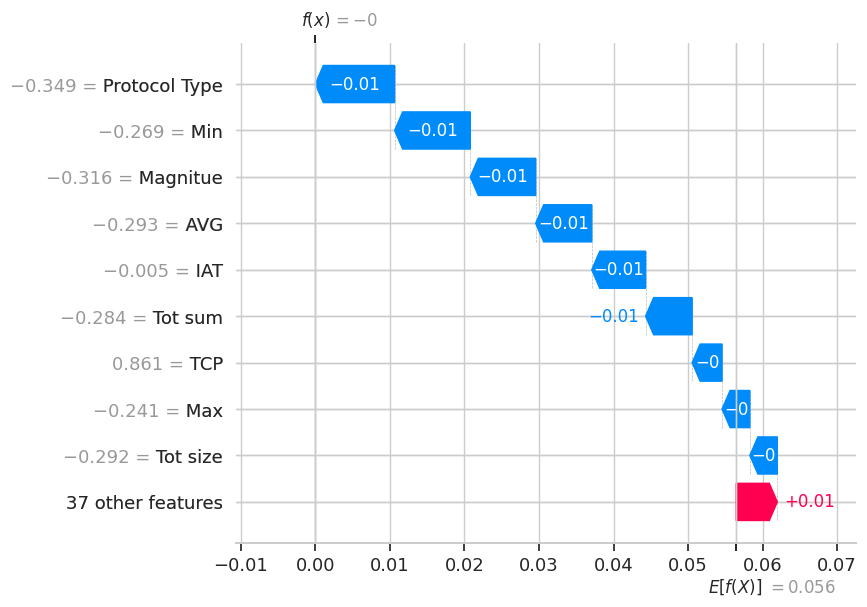 f(x) = −0
−0.349 = Protocol Type
−0.01
−0.269 = Min
−0.01
−0.316 = Magnitue
−0.01
−0.293 = AVG
−0.01
−0.005 = IAT
−0.01
−0.284 = Tot sum
−0.01
0.861 = TCP
−0
−0.241 = Max
−0
−0.292 = Tot size
−0
37 other features
+0.01
−0.01 0.00 0.01 0.02 0.03 0.04 0.05 0.06 0.07
E[f(X)] = 0.056